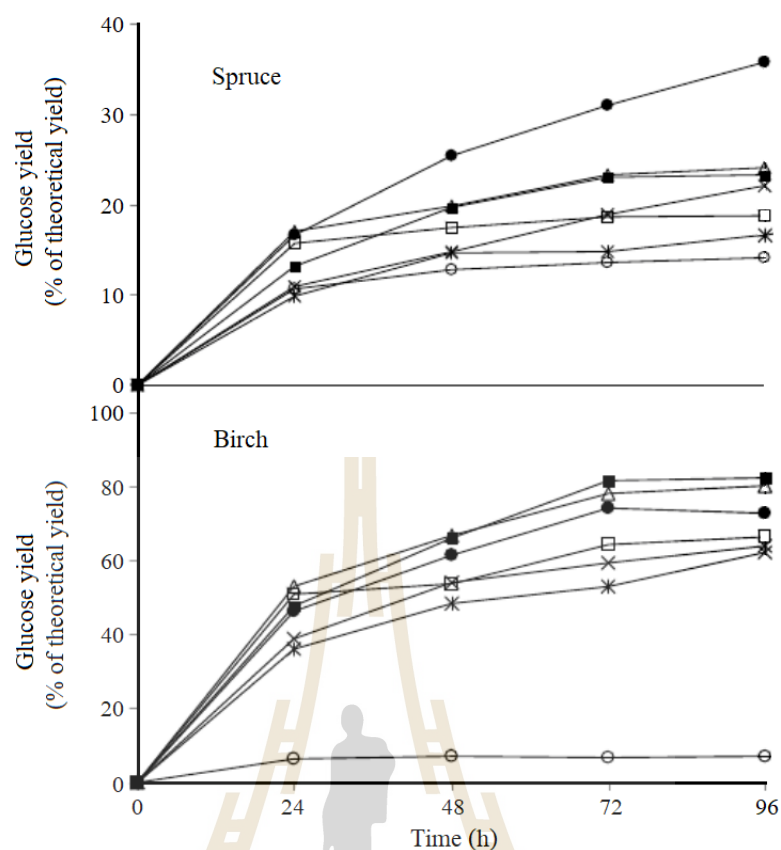 40
Spruce
30
20
10
0
Glucose yield
(% of theoretical yield)
100
Birch
80
60
40
20
0
Glucose yield
(% of theoretical yield)
0 24 48 72 96
Time (h)